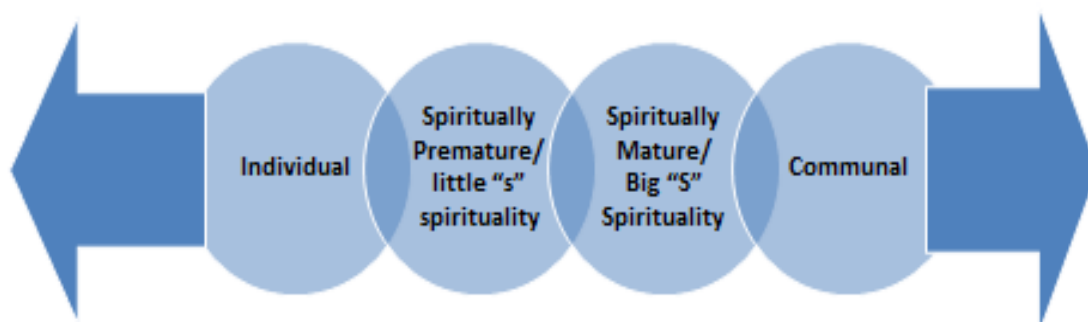 Individual
Spiritually
Premature/
little “s”
spirituality
Spiritually
Mature/
Big “S”
Spirituality
Communal